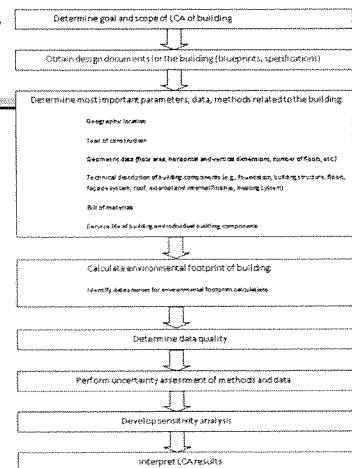 Determine goal and scope of LCA of building
Obtain design documents for the building (blueprints, specifications)
Determine most important parameters, data, methods related to the building:
Geographic location
Year of construction
Geometric data (floor area, horizontal and vertical dimensions, number of floors, etc.)
Technical description of building components (e.g., foundation, building structure, floors,
façade system, roof, external and internal finishes, heating system)
Bill of materials
Service life of building and individual building components
Calculate environmental footprint of building:
Identify data sources for environmental footprint calculations
Determine data quality
Perform uncertainty assessment of methods and data
Develop sensitivity analysis
Interpret LCA results